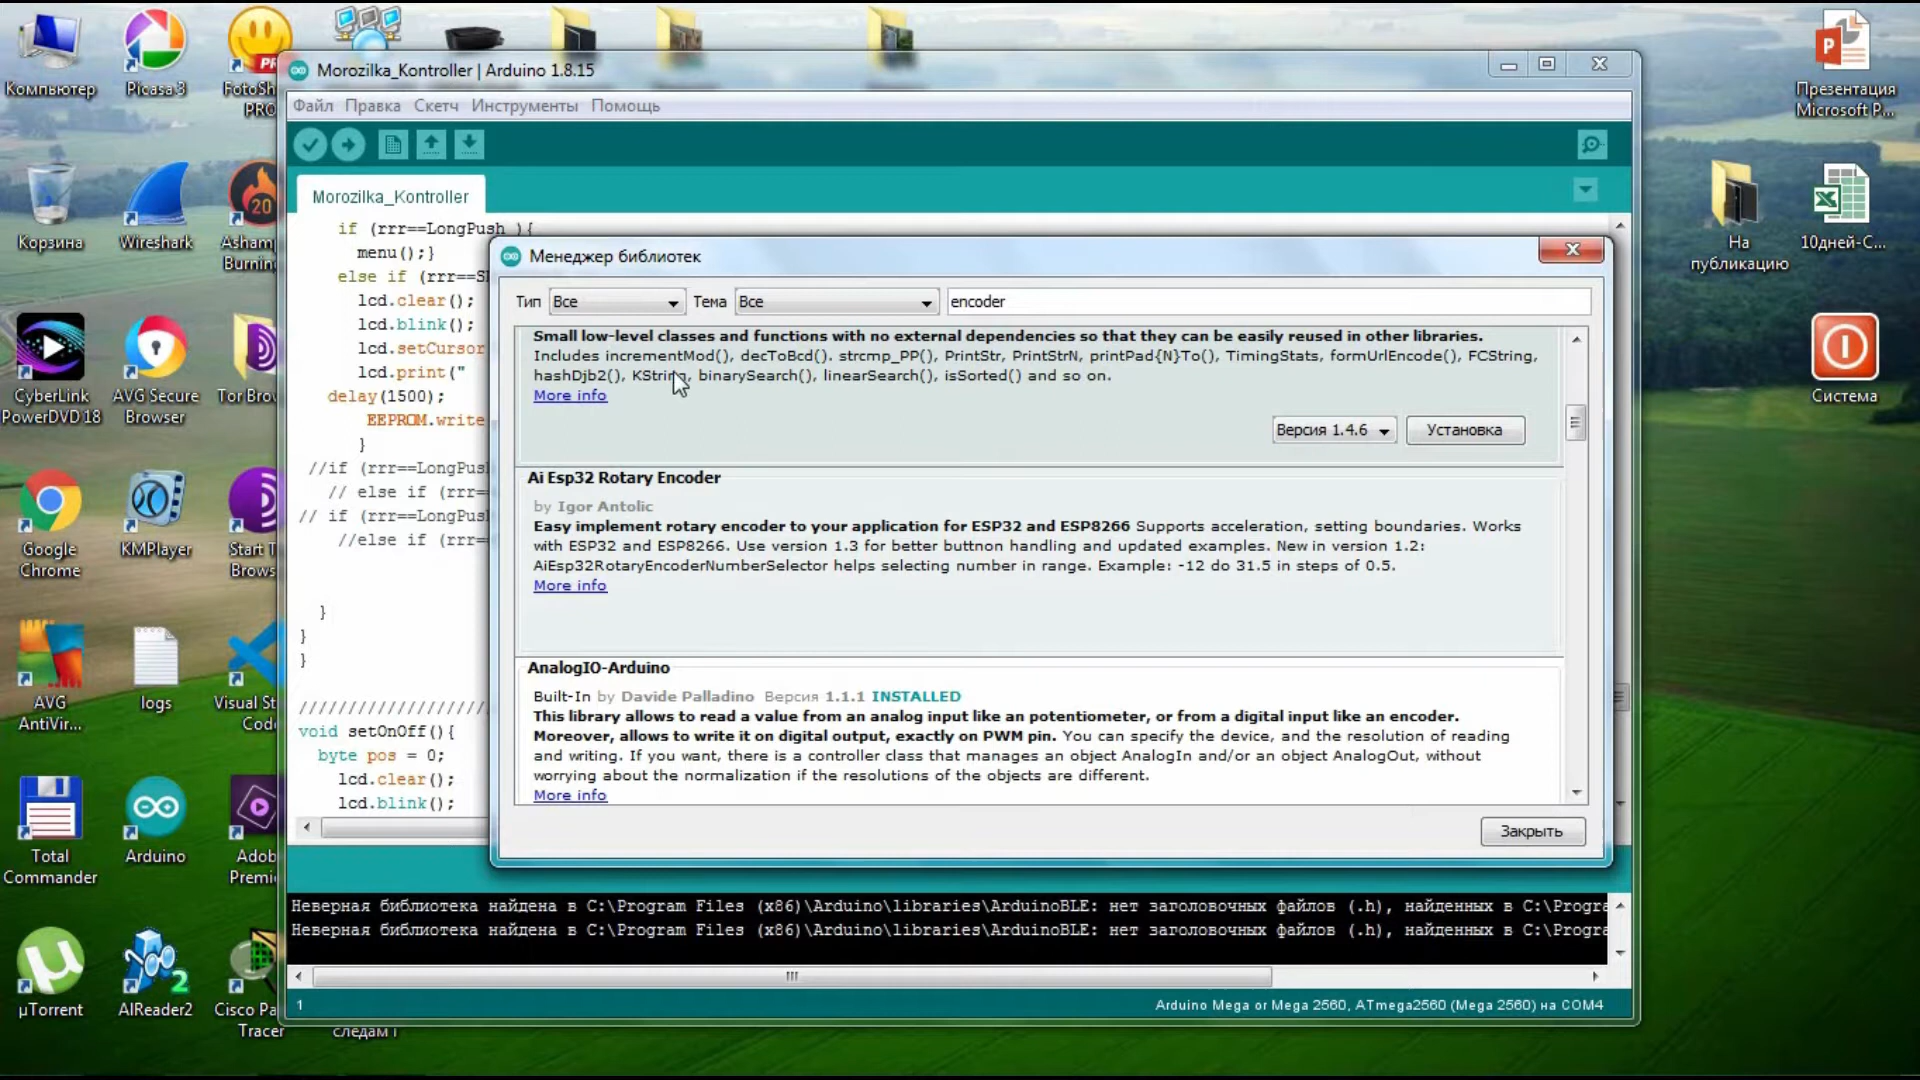 Компьютер
Picasa 3
FotoSh
PRO
Корзина
Wireshark
Asham
Burnin
CyberLink
PowerDVD 18
AVG Secure
Browser
Tor Brow
Google
Chrome
KMPlayer
Start T
Brows
AVG
AntiVir...
logs
Visual St
Cod
Total
Commander
Arduino
Adob
Premi
µTorrent
AlReader2
Cisco Pa
Tracer
Презентация
Microsoft P...
На
публикацию
10дней-С...
Система
Morozilka_Kontroller | Arduino 1.8.15
Файл Правка Скетч Инструменты Помощь
Morozilka_Kontroller
if (rrr==LongPush ){
menu();}
else if (rrr==S
lcd.clear();
lcd.blink();
lcd.setCursor
lcd.print("
delay(1500);
EEPROM.write
}
//if (rrr==LongPus
// else if (rrr=
// if (rrr==LongPus
//else if (rrr=
}
}
}
////////////////////
void setOnOff(){
byte pos = 0;
lcd.clear();
lcd.blink();
Менеджер библиотек
Тип Все Тема Все encoder
Small low-level classes and functions with no external dependencies so that they can be easily reused in other libraries.
Includes incrementMod(), decToBcd(). strcmp_PP(), PrintStr, PrintStrN, printPad{N}To(), TimingStats, formUrlEncode(), FCString,
hashDjb2(), KString, binarySearch(), linearSearch(), isSorted() and so on.
More info
Версия 1.4.6 Установка
Ai Esp32 Rotary Encoder
by Igor Antolic
Easy implement rotary encoder to your application for ESP32 and ESP8266 Supports acceleration, setting boundaries. Works
with ESP32 and ESP8266. Use version 1.3 for better buttnon handling and updated examples. New in version 1.2:
AiEsp32RotaryEncoderNumberSelector helps selecting number in range. Example: -12 do 31.5 in steps of 0.5.
More info
AnalogIO-Arduino
Built-In by Davide Palladino Версия 1.1.1 INSTALLED
This library allows to read a value from an analog input like an potentiometer, or from a digital input like an encoder.
Moreover, allows to write it on digital output, exactly on PWM pin. You can specify the device, and the resolution of reading
and writing. If you want, there is a controller class that manages an object AnalogIn and/or an object AnalogOut, without
worrying about the normalization if the resolutions of the objects are different.
More info
Закрыть
Неверная библиотека найдена в C:\Program Files (x86)\Arduino\libraries\ArduinoBLE: нет заголовочных файлов (.h), найденных в C:\Progra
Неверная библиотека найдена в C:\Program Files (x86)\Arduino\libraries\ArduinoBLE: нет заголовочных файлов (.h), найденных в C:\Progra
1
Arduino Mega or Mega 2560, ATmega2560 (Mega 2560) на COM4